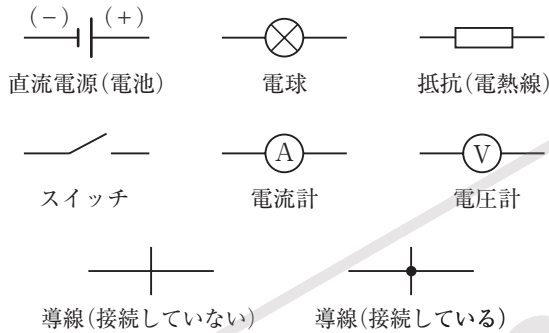 (－) (＋)
直流電源(電池) 電球 抵抗(電熱線)
A V
スイッチ 電流計 電圧計
導線(接続していない) 導線(接続している)